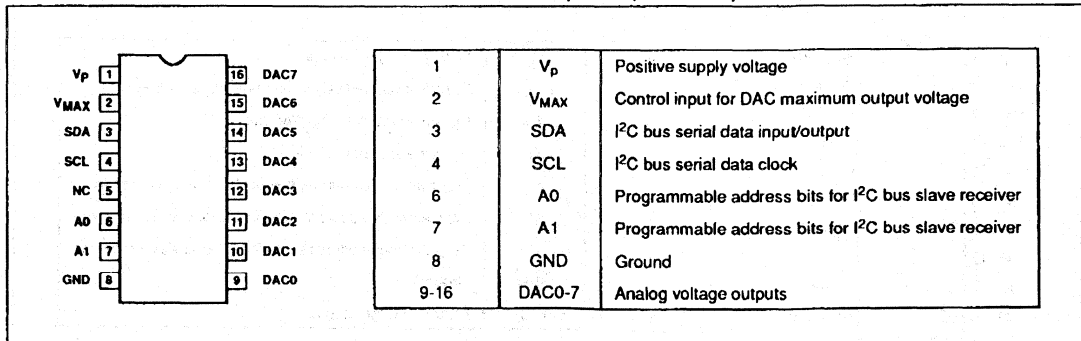 Vp 1 16 DAC7
VMAX 2 15 DAC6
SDA 3 14 DAC5
SCL 4 13 DAC4
NC 5 12 DAC3
A0 6 11 DAC2
A1 7 10 DAC1
GND 8 9 DAC0
1 Vp Positive supply voltage
2 VMAX Control input for DAC maximum output voltage
3 SDA I²C bus serial data input/output
4 SCL I²C bus serial data clock
6 A0 Programmable address bits for I²C bus slave receiver
7 A1 Programmable address bits for I²C bus slave receiver
8 GND Ground
9-16 DAC0-7 Analog voltage outputs